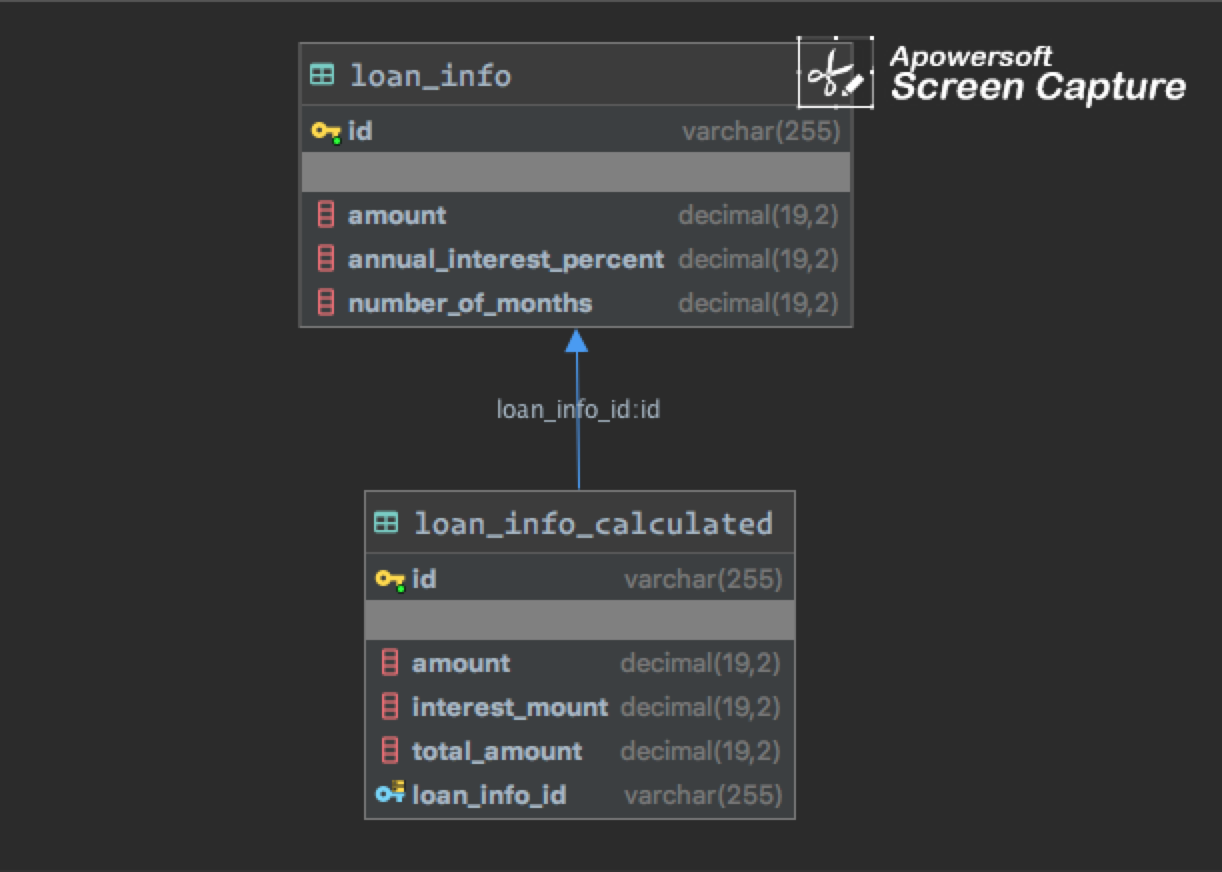 loan_info
Apowersoft
Screen Capture
id varchar(255)
amount decimal(19,2)
annual_interest_percent decimal(19,2)
number_of_months decimal(19,2)
loan_info_id:id
loan_info_calculated
id varchar(255)
amount decimal(19,2)
interest_mount decimal(19,2)
total_amount decimal(19,2)
loan_info_id varchar(255)